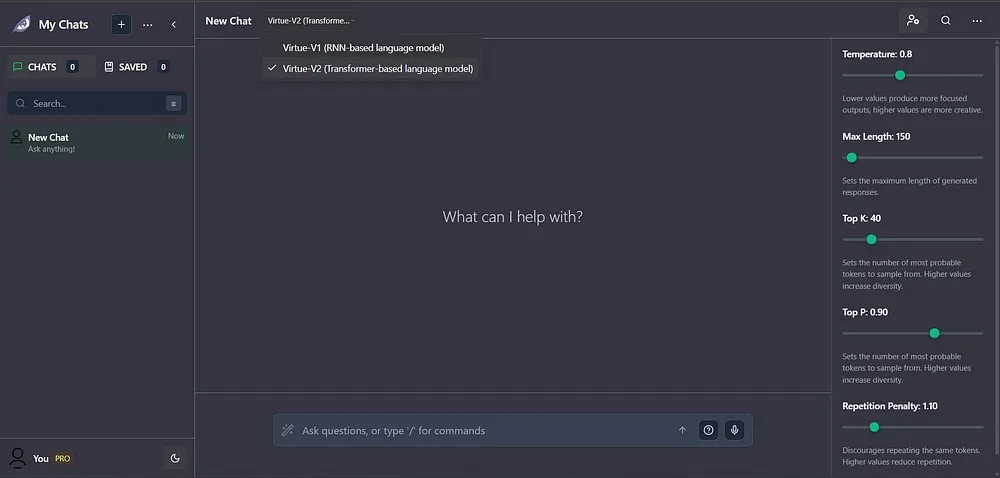 My Chats
CHATS 0
SAVED 0
Search...
New Chat
Now
Ask anything!
You PRO
New Chat
Virtue-V2 (Transforme...
Virtue-V1 (RNN-based language model)
Virtue-V2 (Transformer-based language model)
What can I help with?
Ask questions, or type '/' for commands
Temperature: 0.8
Lower values produce more focused
outputs, higher values are more creative.
Max Length: 150
Sets the maximum length of generated
responses.
Top K: 40
Sets the number of most probable
tokens to sample from. Higher values
increase diversity.
Top P: 0.90
Sets the number of most probable
tokens to sample from. Higher values
increase diversity.
Repetition Penalty: 1.10
Discourages repeating the same tokens.
Higher values reduce repetition.